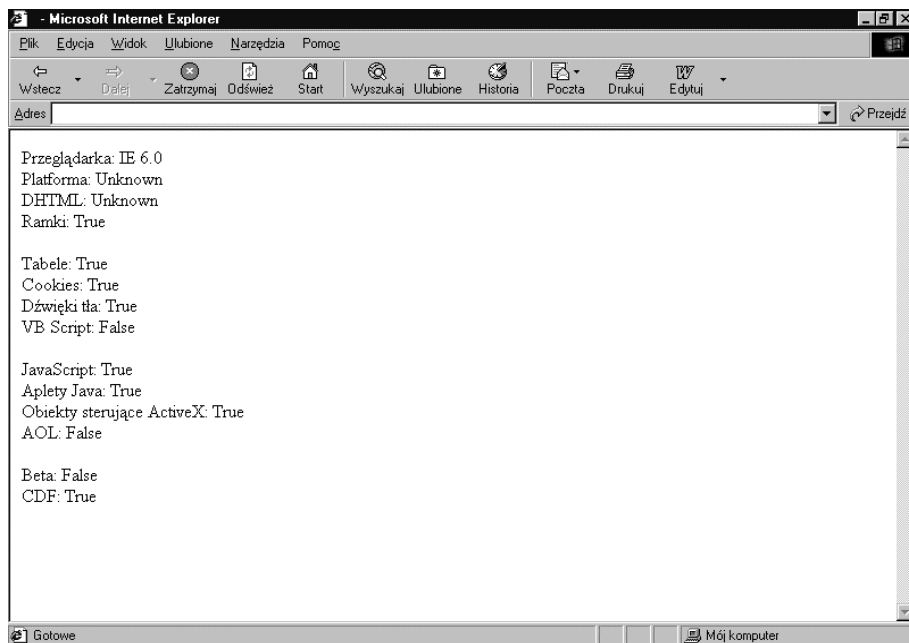 - Microsoft Internet Explorer
Plik Edycja Widok Ulubione Narzędzia Pomoc
Wstecz Dalej Zatrzymaj Odśwież Start Wyszukaj Ulubione Historia Poczta Drukuj Edytuj
Adres Przejdź
Przeglądarka: IE 6.0
Platforma: Unknown
DHTML: Unknown
Ramki: True
Tabele: True
Cookies: True
Dźwięki tła: True
VB Script: False
JavaScript: True
Aplety Java: True
Obiekty sterujące ActiveX: True
AOL: False
Beta: False
CDF: True
Gotowe Mój komputer